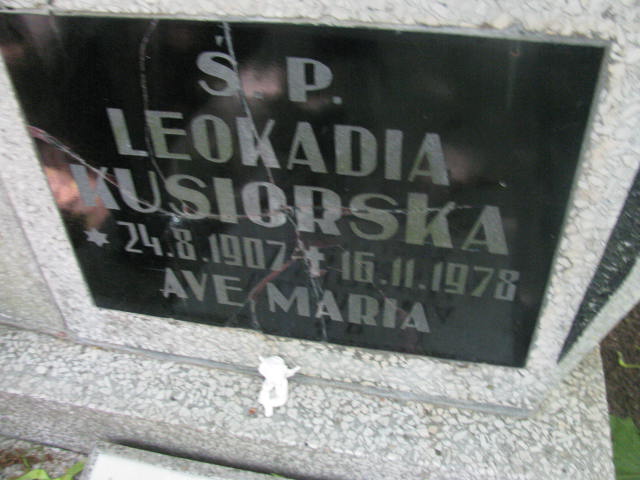 Ś. P.
LEOKADIA
KUSIORSKA
* 24.8.1907 ✝ 16.11.1978
AVE MARIA